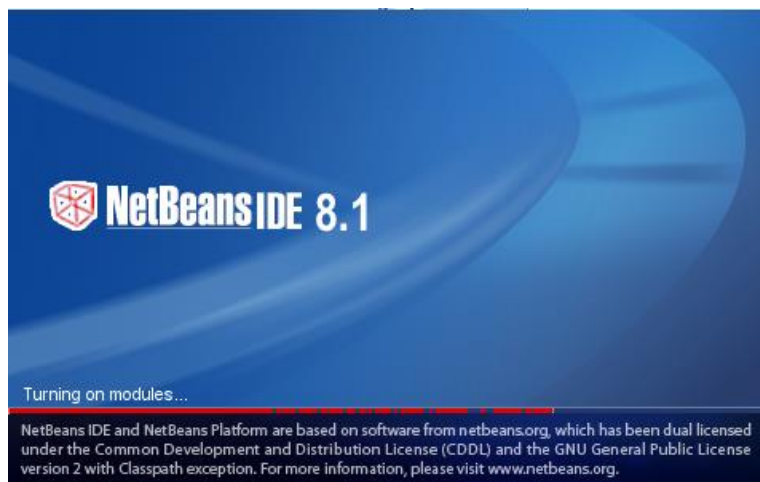 NetBeans IDE 8.1
Turning on modules...
NetBeans IDE and NetBeans Platform are based on software from netbeans.org, which has been dual licensed
under the Common Development and Distribution License (CDDL) and the GNU General Public License
version 2 with Classpath exception. For more information, please visit www.netbeans.org.